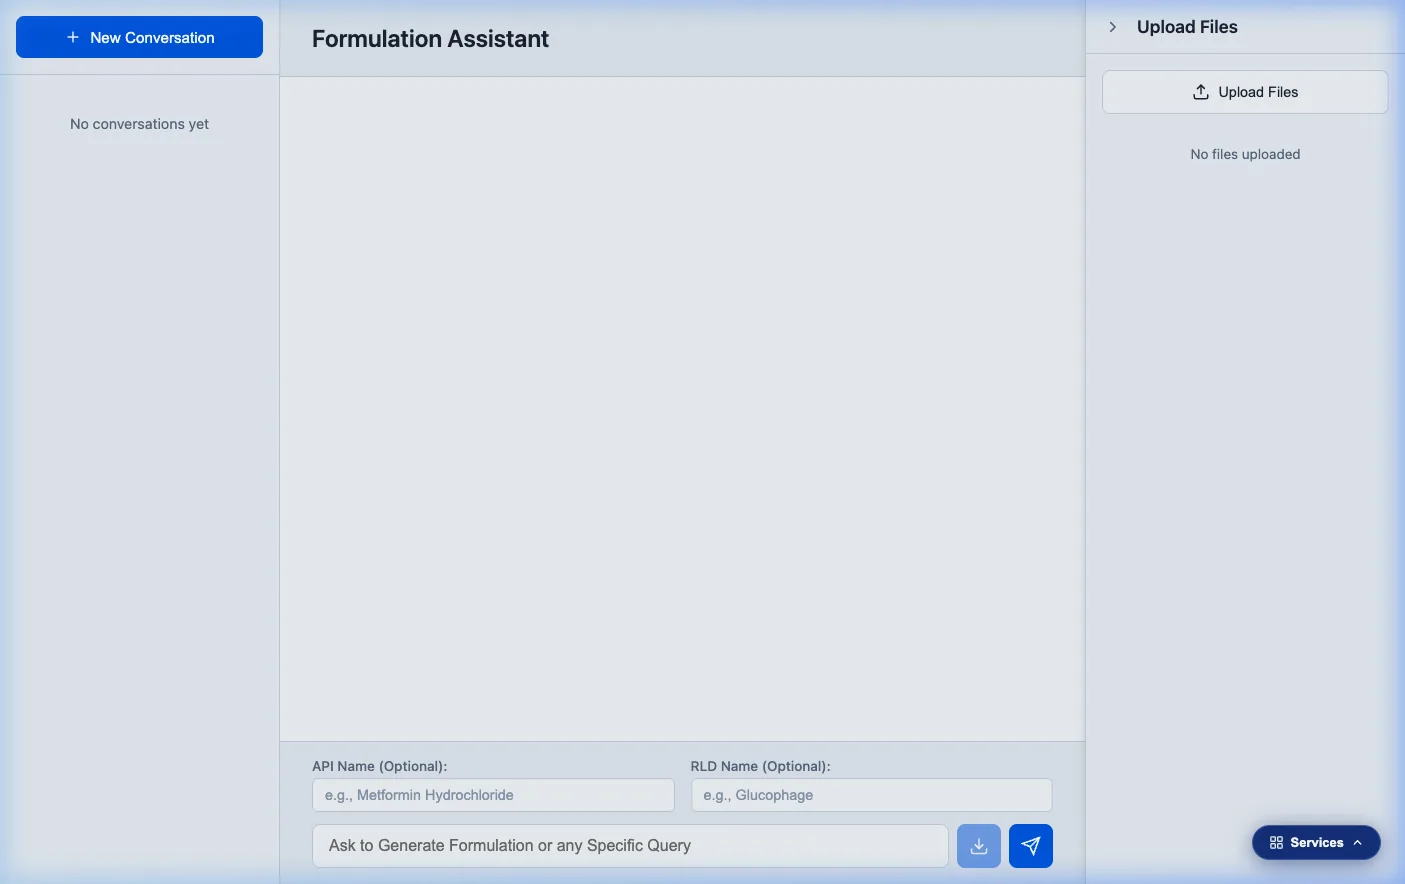 New Conversation
No conversations yet
Formulation Assistant
API Name (Optional):
RLD Name (Optional):
e.g., Metformin Hydrochloride
e.g., Glucophage
Ask to Generate Formulation or any Specific Query
Upload Files
Upload Files
No files uploaded
Services